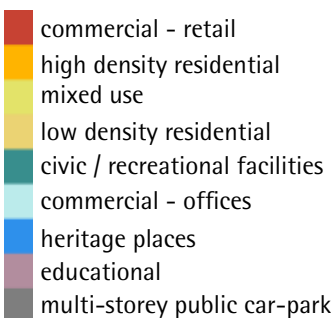 commercial - retail
high density residential
mixed use
low density residential
civic / recreational facilities
commercial - offices
heritage places
educational
multi-storey public car-park